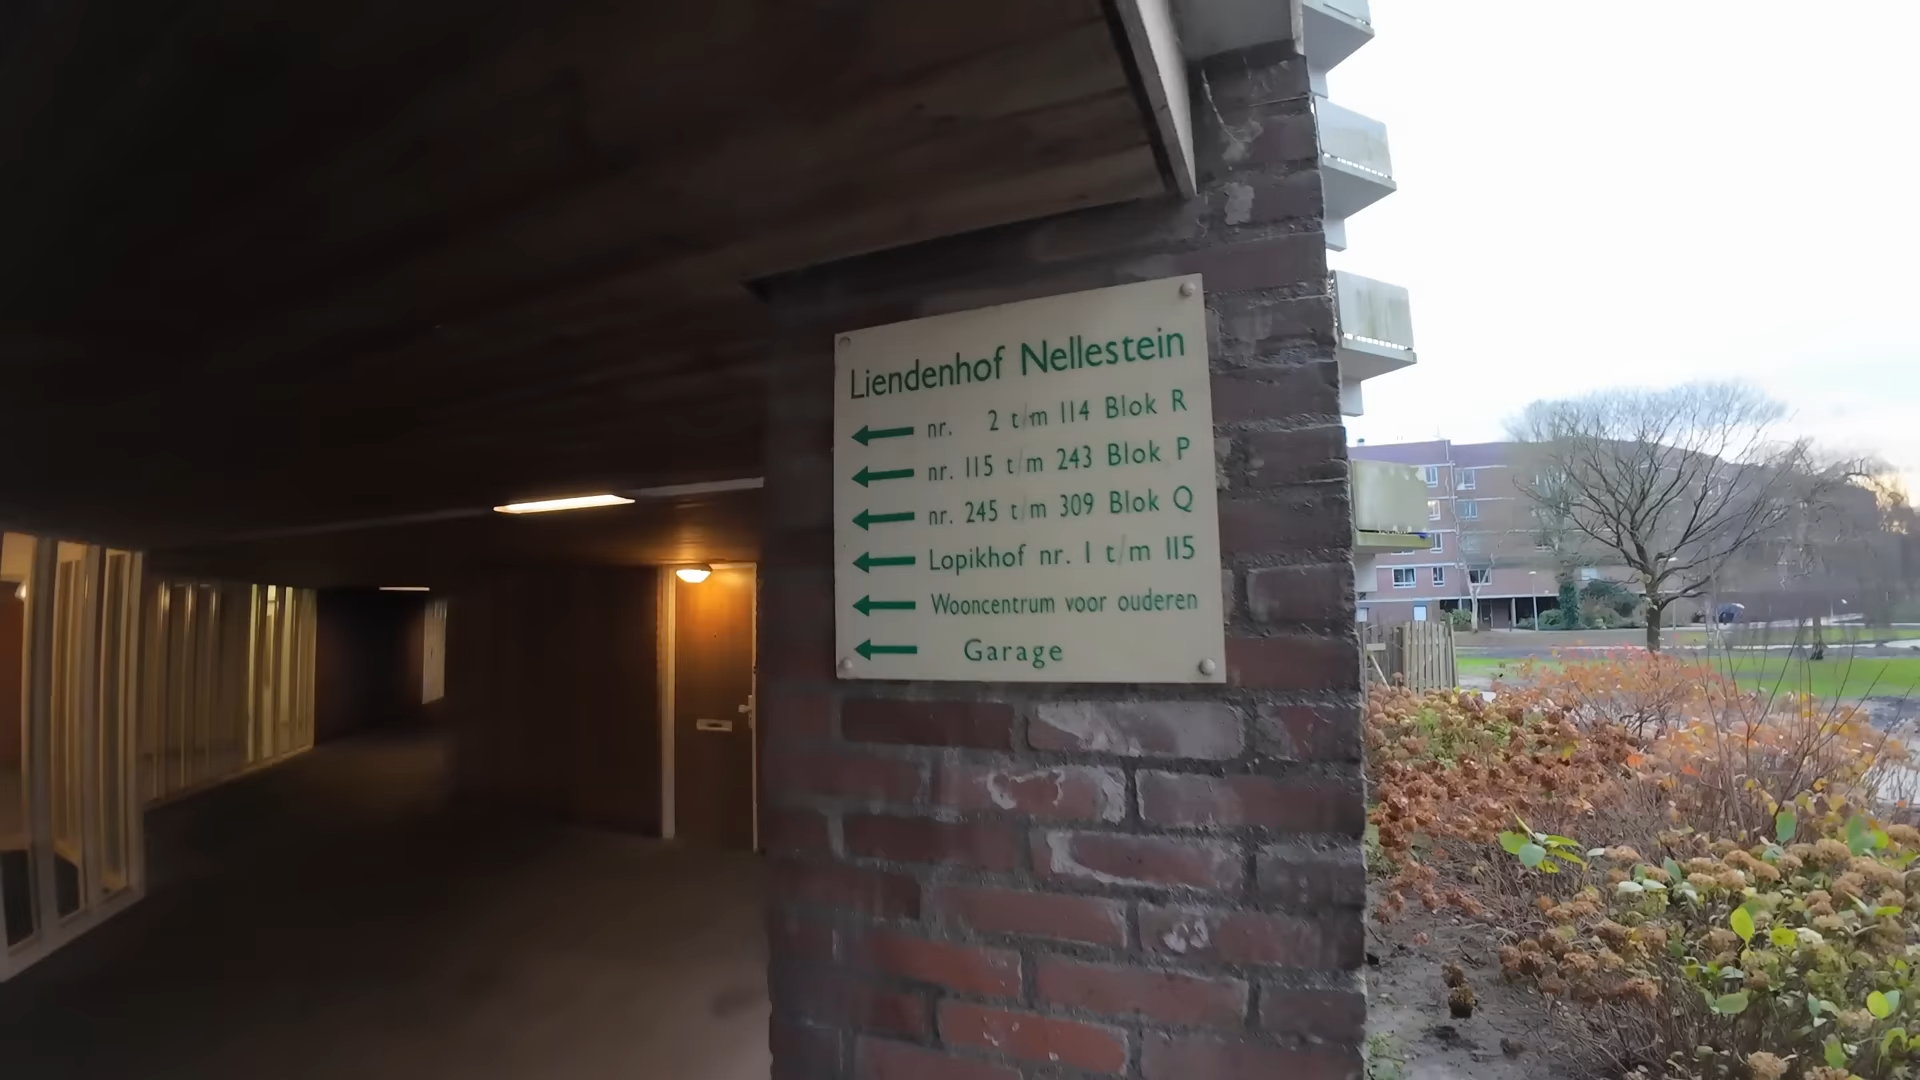 Liendenhof Nellestein
← nr. 2 t/m 114 Blok R
← nr. 115 t/m 243 Blok P
← nr. 245 t/m 309 Blok Q
← Lopikhof nr. 1 t/m 115
← Wooncentrum voor ouderen
← Garage